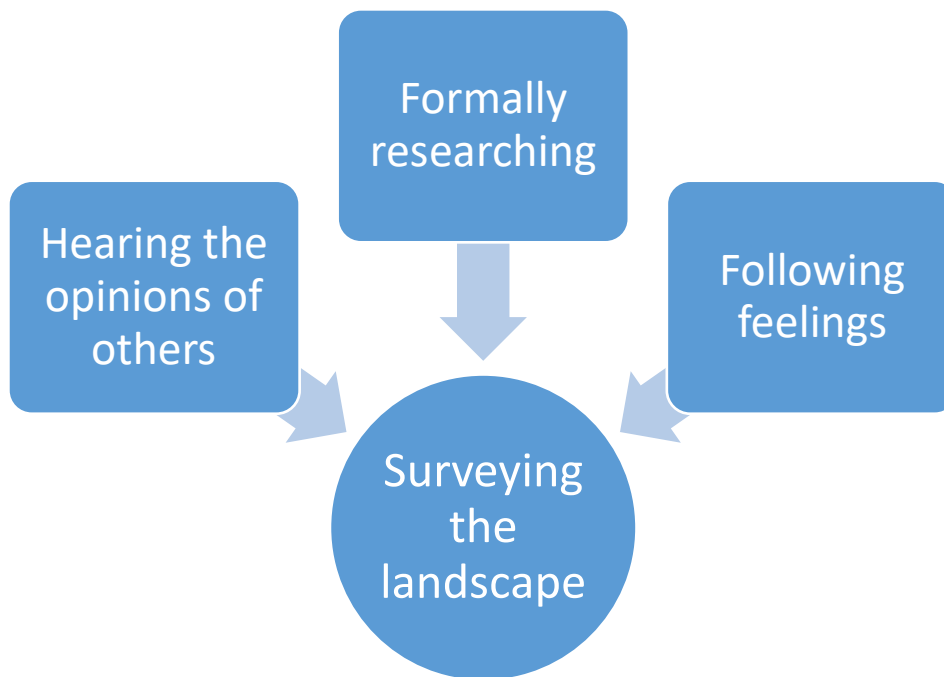 Formally
researching
Hearing the
opinions of
others
Following
feelings
Surveying
the
landscape